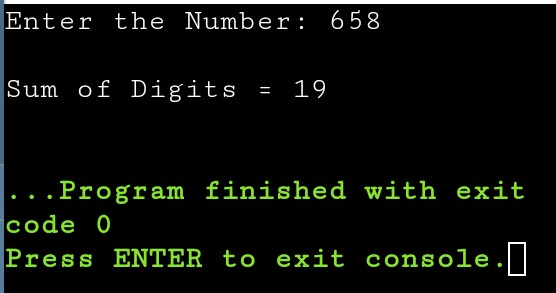 Enter the Number: 658
Sum of Digits = 19
...Program finished with exit
code 0
Press ENTER to exit console.